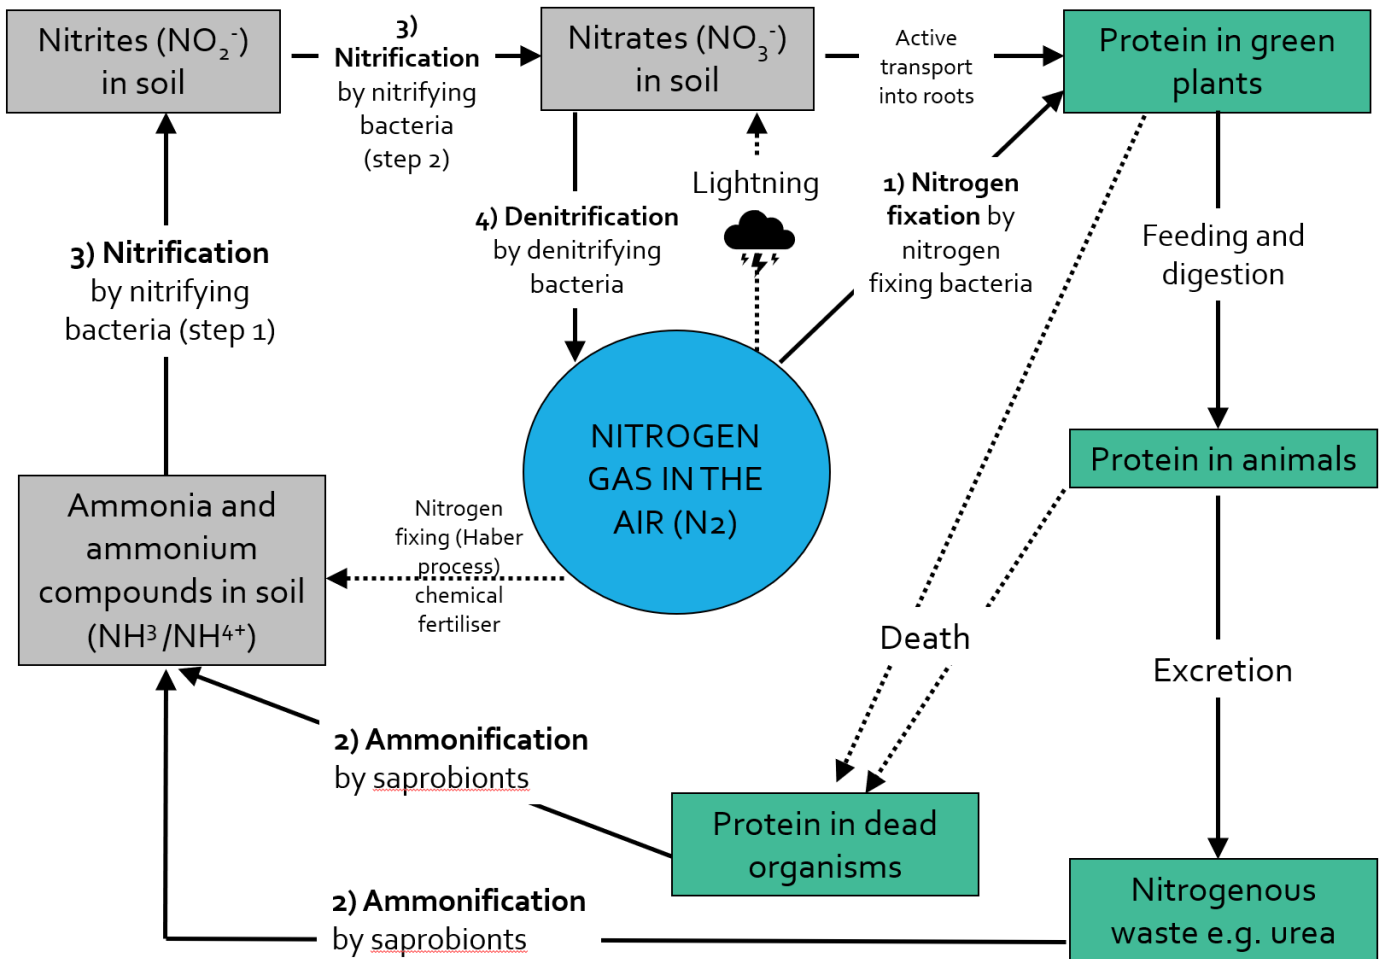 Nitrites (NO₂⁻)
in soil
3)
Nitrification
by nitrifying
bacteria
(step 2)
Nitrates (NO₃⁻)
in soil
Active
transport
into roots
Protein in green
plants
3) Nitrification
by nitrifying
bacteria (step 1)
4) Denitrification
by denitrifying
bacteria
Lightning
1) Nitrogen
fixation by
nitrogen
fixing bacteria
Feeding and
digestion
NITROGEN
GAS IN THE
AIR (N2)
Protein in animals
Ammonia and
ammonium
compounds in soil
(NH³ /NH⁴⁺)
Nitrogen
fixing (Haber
process)
chemical
fertiliser
Death
Excretion
2) Ammonification
by saprobionts
Protein in dead
organisms
2) Ammonification
by saprobionts
Nitrogenous
waste e.g. urea